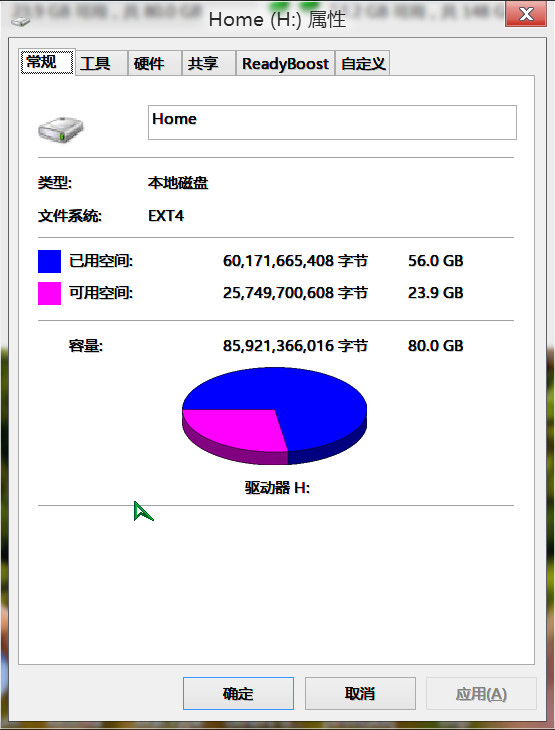 Home (H:) 属性
常规 工具 硬件 共享 ReadyBoost 自定义
Home
类型: 本地磁盘
文件系统: EXT4
已用空间: 60,171,665,408 字节 56.0 GB
可用空间: 25,749,700,608 字节 23.9 GB
容量: 85,921,366,016 字节 80.0 GB
驱动器 H:
确定 取消 应用(A)